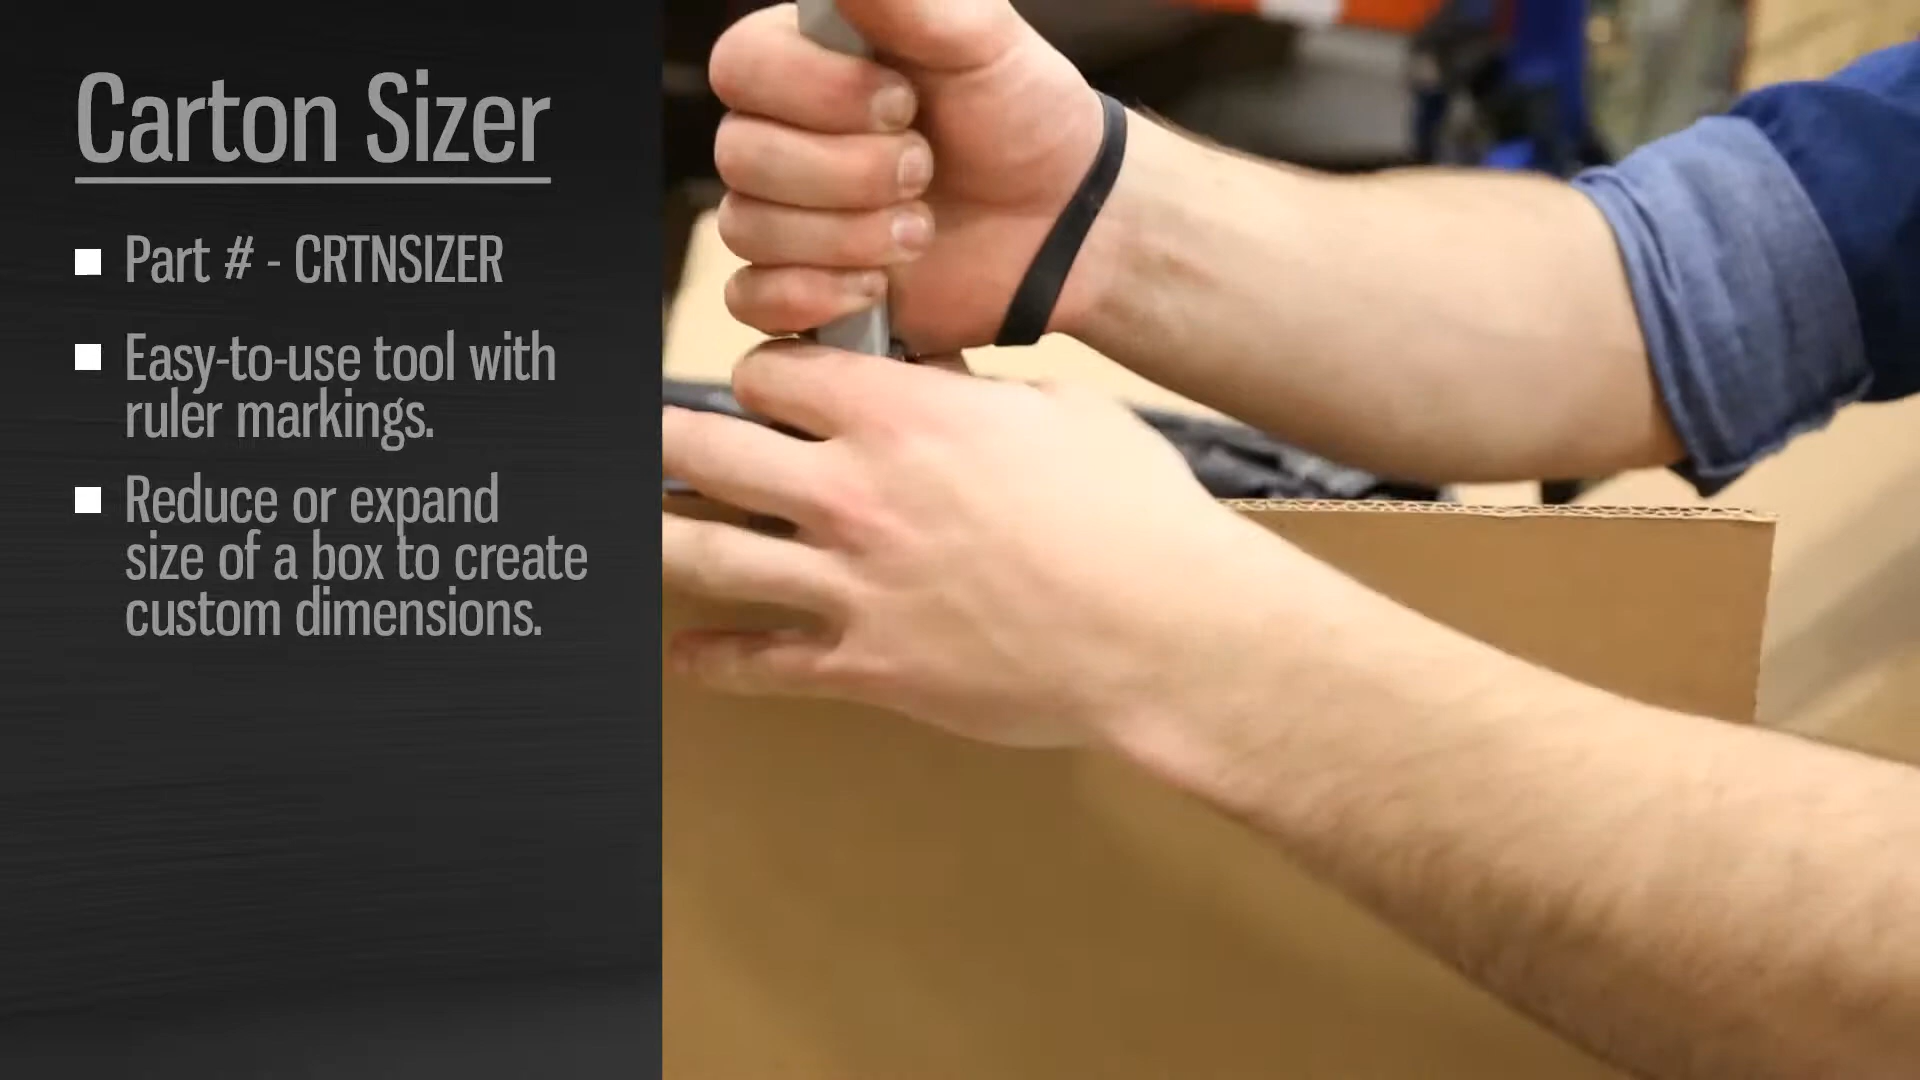 Carton Sizer
Part # - CRTNSIZER
Easy-to-use tool with
ruler markings.
Reduce or expand
size of a box to create
custom dimensions.